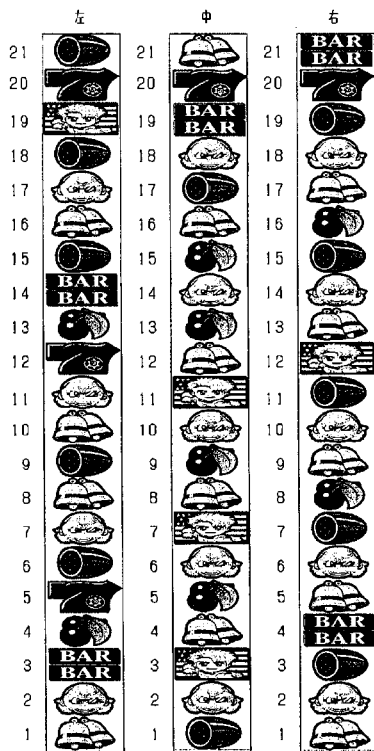 左 中 右
21 21 21 BAR
BAR
20 20 20
19 19 BAR 19
BAR
18 18 18
17 17 17
16 16 16
15 15 15
14 BAR 14 14
BAR
13 13 13
12 12 12
11 11 11
10 10 10
9 9 9
8 8 8
7 7 7
6 6 6
5 5 5
4 4 4 BAR
BAR
3 BAR 3 3
BAR
2 2 2
1 1 1